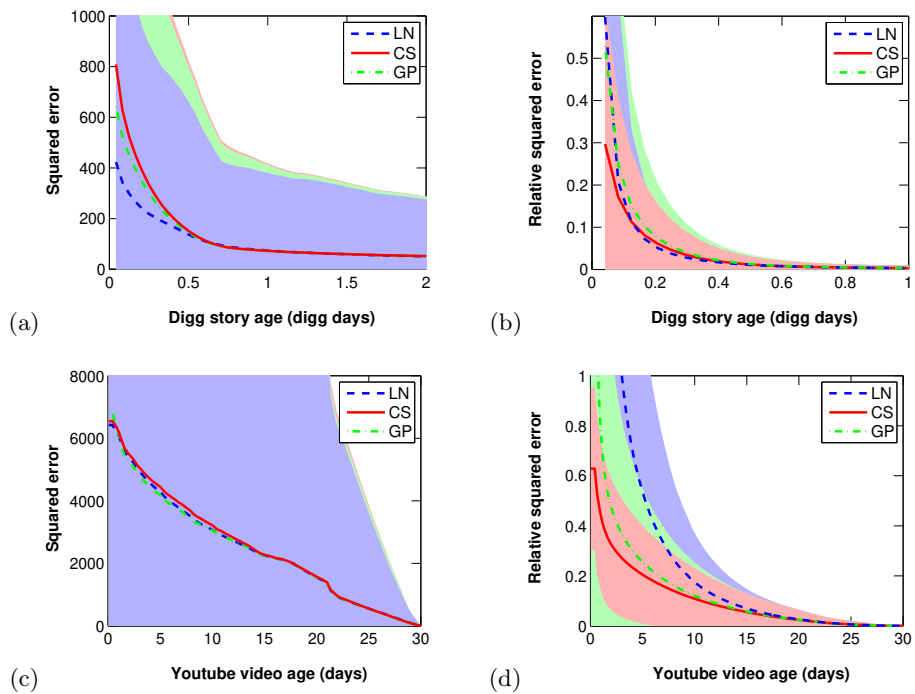 1000
800
600
400
200
0
Squared error
LN
CS
GP
0 0.5 1 1.5 2
Digg story age (digg days)
(a)
0.5
0.4
0.3
0.2
0.1
0
Relative squared error
LN
CS
GP
0 0.2 0.4 0.6 0.8 1
Digg story age (digg days)
(b)
8000
6000
4000
2000
0
Squared error
LN
CS
GP
0 5 10 15 20 25 30
Youtube video age (days)
(c)
1
0.8
0.6
0.4
0.2
0
Relative squared error
LN
CS
GP
0 5 10 15 20 25 30
Youtube video age (days)
(d)